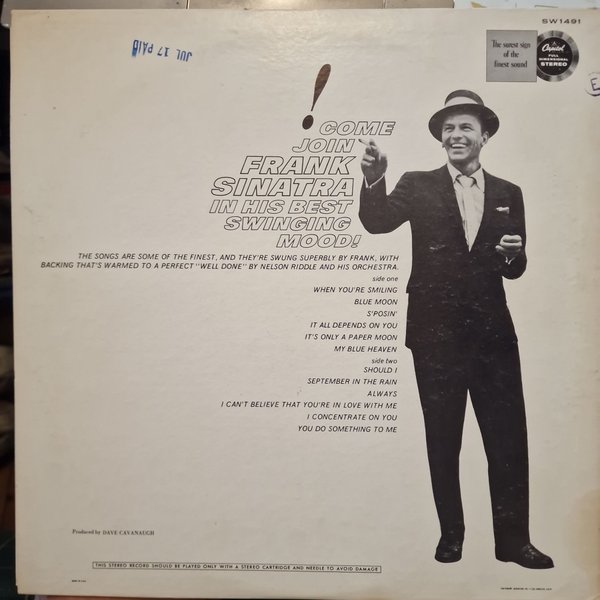 SW1491
JUL 17 PAID
The surest sign
of the
finest sound
Capitol
FULL
DIMENSIONAL
STEREO
E
! COME
JOIN
FRANK
SINATRA
IN HIS BEST
SWINGING
MOOD!
THE SONGS ARE SOME OF THE FINEST, AND THEY'RE SWUNG SUPERBLY BY FRANK, WITH
BACKING THAT'S WARMED TO A PERFECT "WELL DONE" BY NELSON RIDDLE AND HIS ORCHESTRA.
side one
WHEN YOU'RE SMILING
BLUE MOON
S'POSIN'
IT ALL DEPENDS ON YOU
IT'S ONLY A PAPER MOON
MY BLUE HEAVEN
side two
SHOULD I
SEPTEMBER IN THE RAIN
ALWAYS
I CAN'T BELIEVE THAT YOU'RE IN LOVE WITH ME
I CONCENTRATE ON YOU
YOU DO SOMETHING TO ME
Produced by DAVE CAVANAUGH
THIS STEREO RECORD SHOULD BE PLAYED ONLY WITH A STEREO CARTRIDGE AND NEEDLE TO AVOID DAMAGE